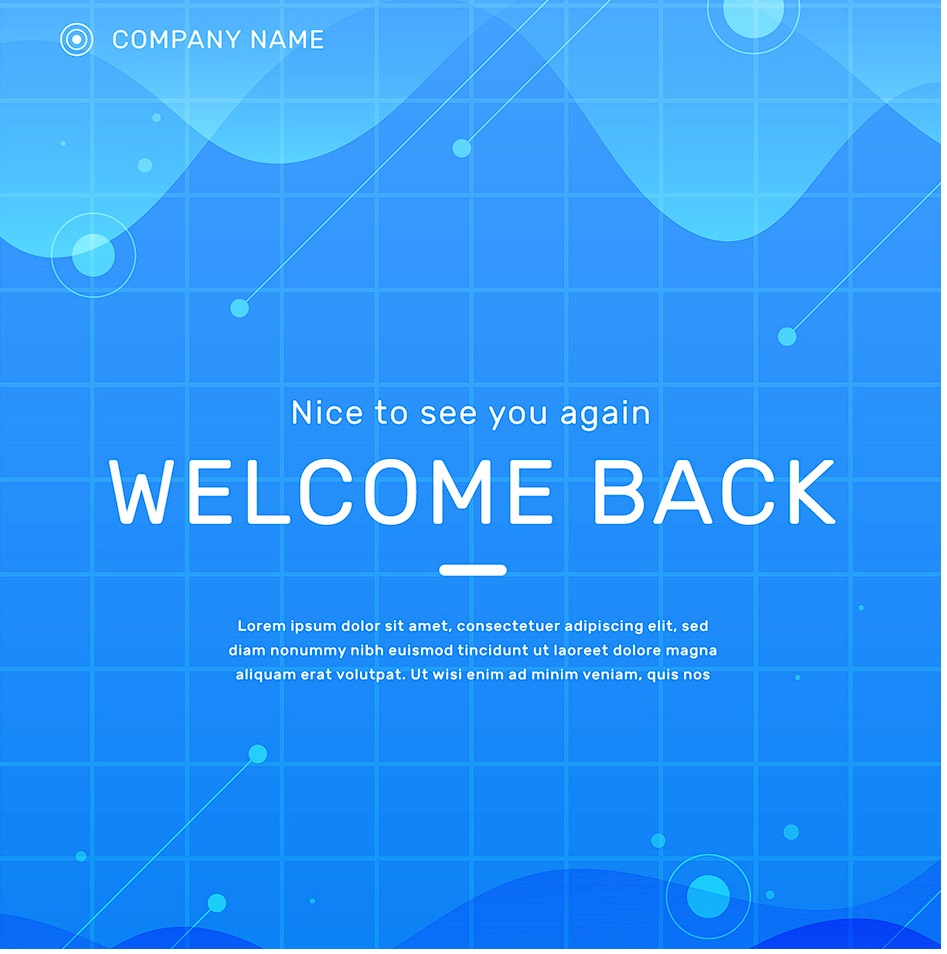 COMPANY NAME
Nice to see you again
WELCOME BACK
Lorem ipsum dolor sit amet, consectetuer adipiscing elit, sed
diam nonummy nibh euismod tincidunt ut laoreet dolore magna
aliquam erat volutpat. Ut wisi enim ad minim veniam, quis nos